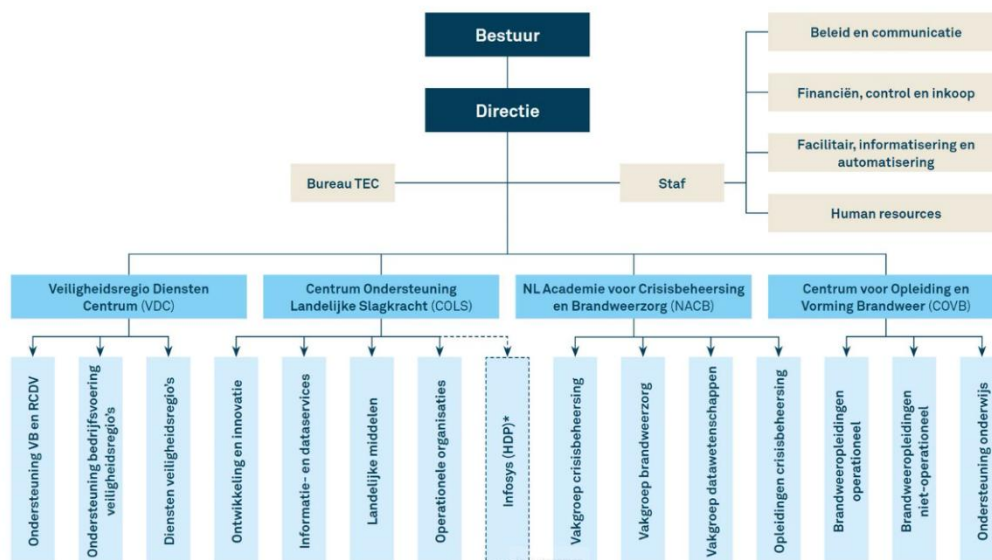 Bestuur
Directie
Beleid en communicatie
Financiën, control en inkoop
Facilitair, informatisering en
automatisering
Human resources
Bureau TEC
Staf
Veiligheidsregio Diensten
Centrum (VDC)
Centrum Ondersteuning
Landelijke Slagkracht (COLS)
NL Academie voor Crisisbeheersing
en Brandweerzorg (NACB)
Centrum voor Opleiding en
Vorming Brandweer (COVB)
Ondersteuning VB en RCDV
Ondersteuning bedrijfsvoering
veiligheidsregio's
Diensten veiligheidsregio's
Ontwikkeling en innovatie
Informatie- en dataservices
Landelijke middelen
Operationele organisaties
Infosys (HDP)*
Vakgroep crisisbeheersing
Vakgroep brandweerzorg
Vakgroep datawetenschappen
Opleidingen crisisbeheersing
Brandweeropleidingen
operationeel
Brandweeropleidingen
niet-operationeel
Ondersteuning onderwijs